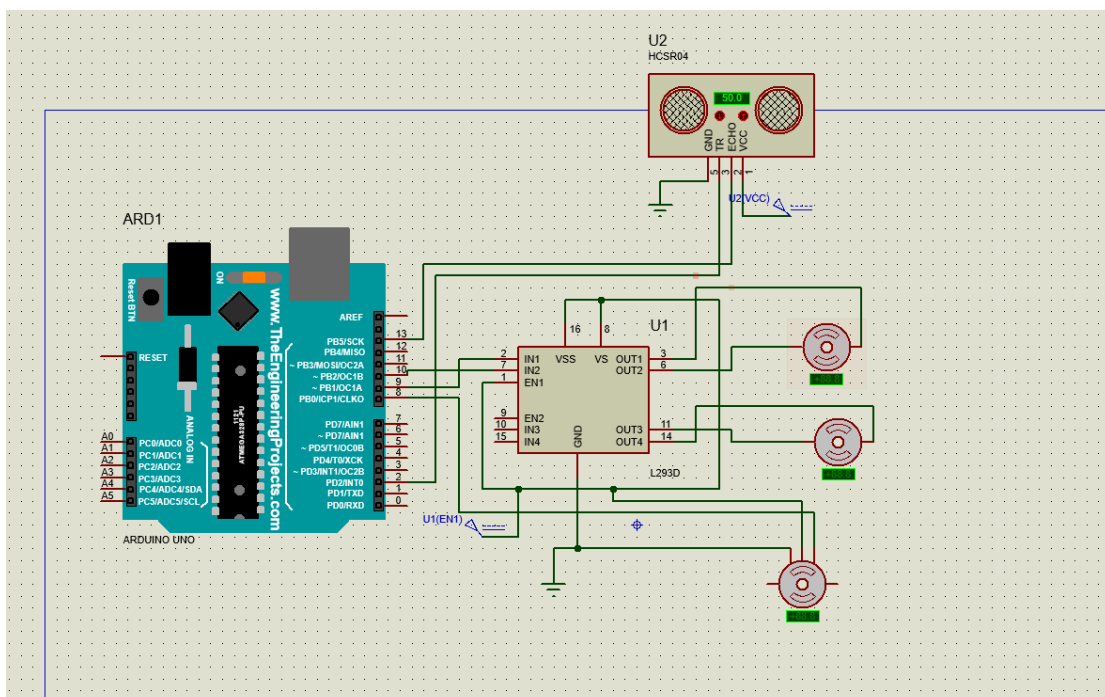 U2
HCSR04
50.0
GND
TR
ECHO
VCC
5
3
2
1
U2(VCC)
ARD1
Reset BTN
ON
www.TheEngineeringProjects.com
AREF
RESET
PB5/SCK 13
PB4/MISO 12
~ PB3/MOSI/OC2A 11
~ PB2/OC1B 10
~ PB1/OC1A 9
PB0/ICP1/CLKO 8
PD7/AIN1 7
~ PD7/AIN1 6
~ PD5/T1/OC0B 5
PD4/T0/XCK 4
~ PD3/INT1/OC2B 3
PD2/INT0 2
PD1/TXD 1
PD0/RXD 0
ANALOG IN
A0 PC0/ADC0
A1 PC1/ADC1
A2 PC2/ADC2
A3 PC3/ADC3
A4 PC4/ADC4/SDA
A5 PC5/ADC5/SCL
1121
ATMEGA328P-PU
ARDUINO UNO
U1
16
8
VSS VS
2 IN1 OUT1 3
7 IN2 OUT2 6
1 EN1
9 EN2
10 IN3 OUT3 11
15 IN4 OUT4 14
GND
L293D
U1(EN1)